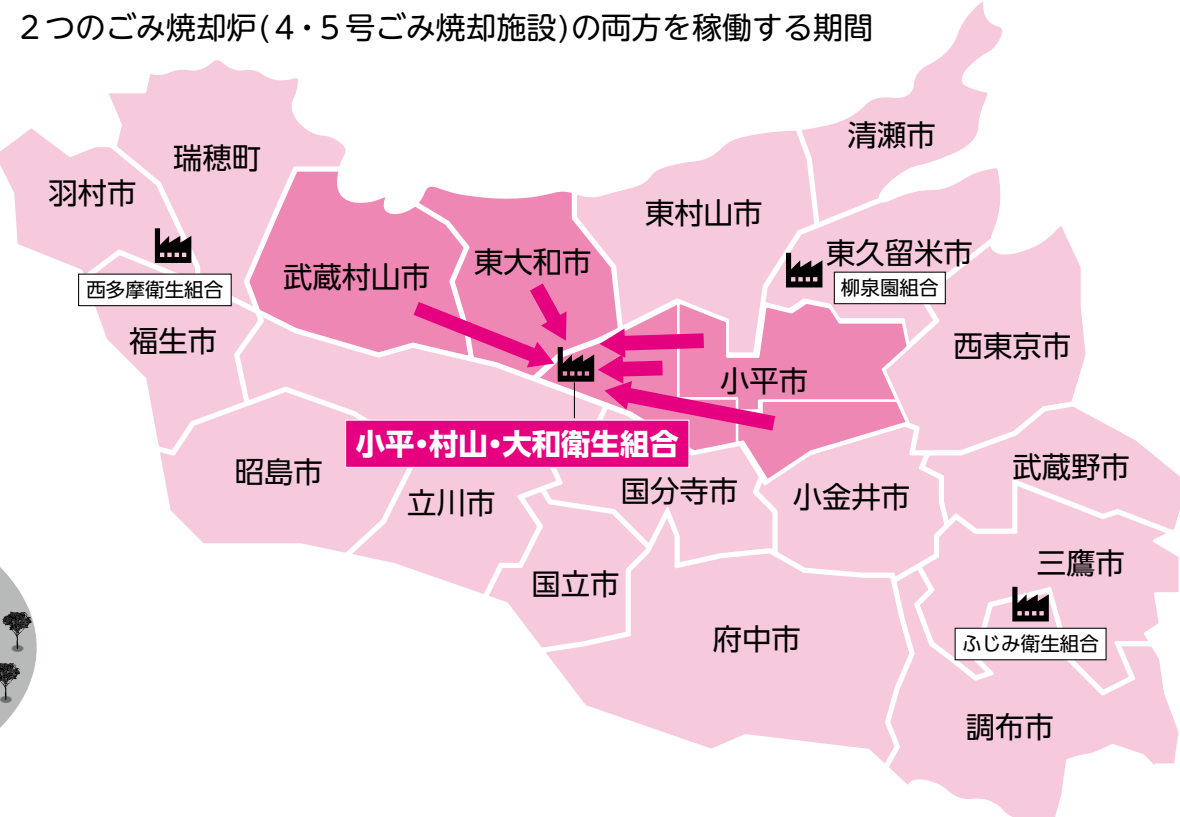 ２つのごみ焼却炉(４・５号ごみ焼却施設)の両方を稼働する期間
清瀬市
瑞穂町
羽村市
東村山市
東久留米市
東大和市
武蔵村山市
西多摩衛生組合
柳泉園組合
福生市
西東京市
小平市
小平・村山・大和衛生組合
昭島市
武蔵野市
国分寺市
小金井市
立川市
三鷹市
国立市
府中市
ふじみ衛生組合
調布市